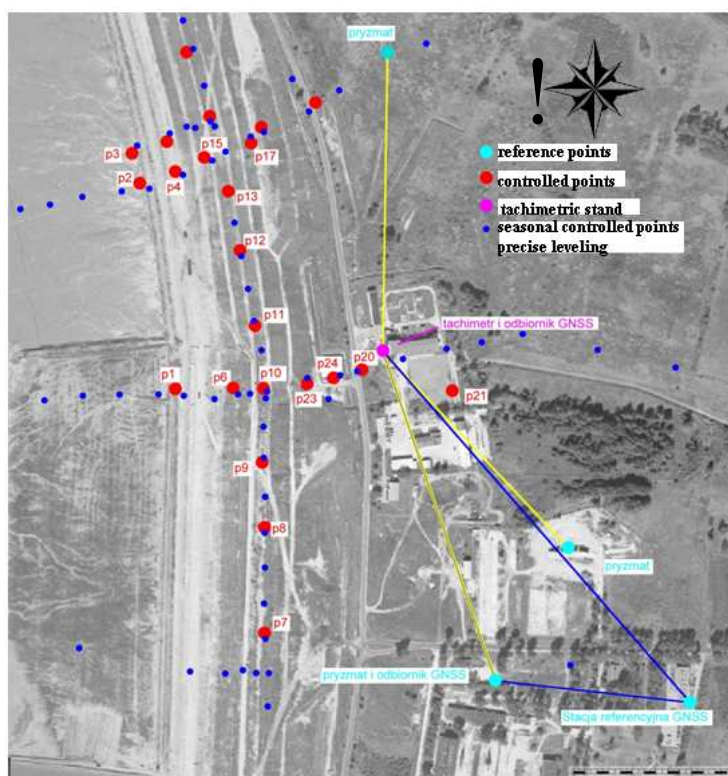 pryzmat
!
reference points
controlled points
tachimetric stand
seasonal controlled points
precise leveling
p3
p15
p17
p2
p4
p13
p12
p11
tachimetr i odbiornik GNSS
p1
p6
p10
p24
p20
p23
p21
p9
p8
pryzmat
p7
pryzmat i odbiornik GNSS
Stacja referencyjna GNSS